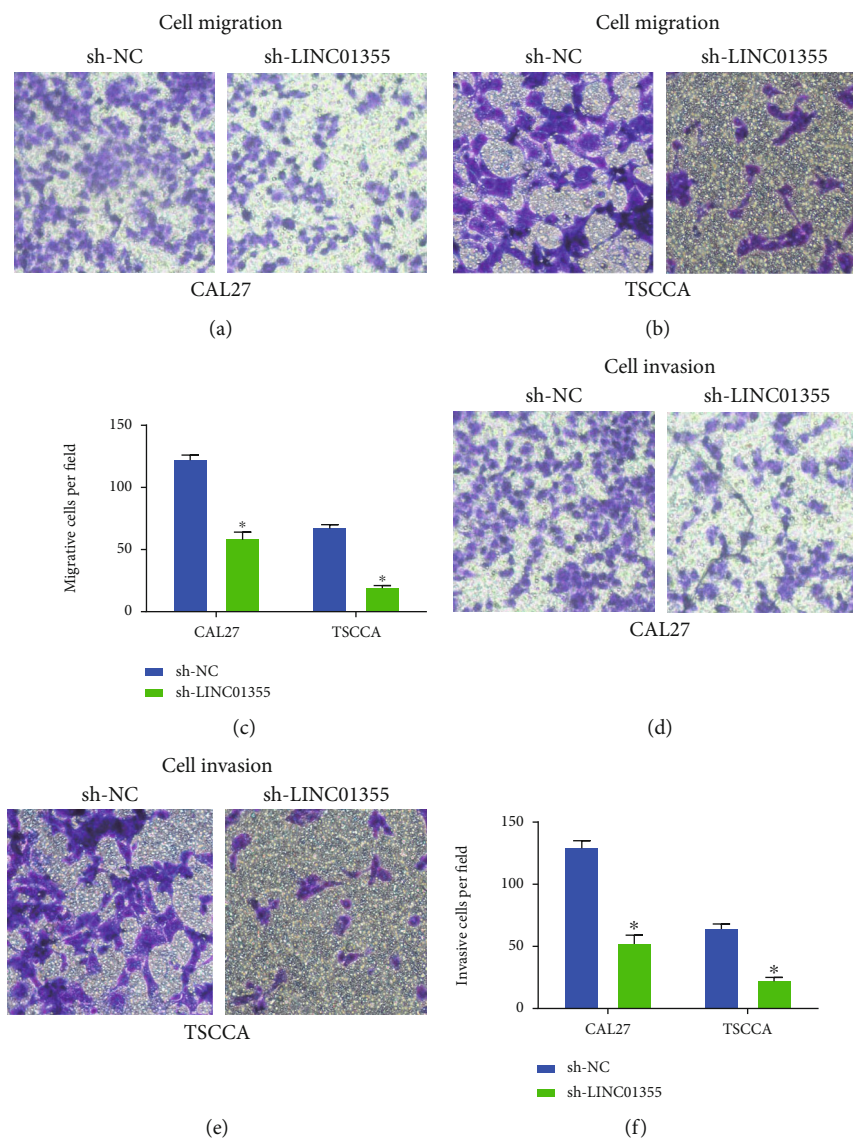 Cell migration
sh-NC sh-LINC01355
CAL27
(a)
Cell migration
sh-NC sh-LINC01355
TSCCA
(b)
Migrative cells per field
150
100
50
0
*
*
CAL27 TSCCA
sh-NC
sh-LINC01355
(c)
Cell invasion
sh-NC sh-LINC01355
CAL27
(d)
Cell invasion
sh-NC sh-LINC01355
TSCCA
(e)
Invasive cells per field
150
100
50
0
*
*
CAL27 TSCCA
sh-NC
sh-LINC01355
(f)